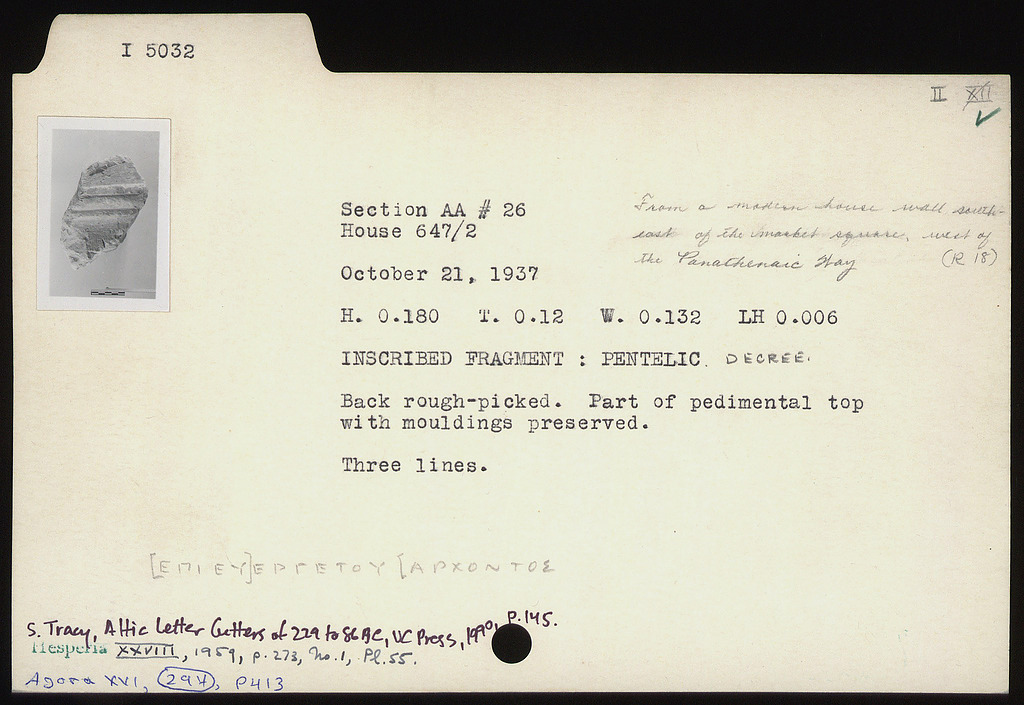 I 5032
II XII
Section AA # 26
House 647/2
From a modern house wall south-
east of the market square, west of
the Panathenaic Way (R 18)
October 21, 1937
H. 0.180 T. 0.12 W. 0.132 LH 0.006
INSCRIBED FRAGMENT : PENTELIC. DECREE.
Back rough-picked. Part of pedimental top
with mouldings preserved.
Three lines.
[ΕΠΙ ΕΥ]ΕΡΓΕΤΟΥ [ΑΡΧΟΝΤΟΣ
S. Tracy, Attic Letter Cutters of 229 to 86 BC, UC Press, 1990, P.145.
Hesperia XXVIII, 1959, p. 273, No. 1, Pl. 55.
Agora XVI, 294, P413